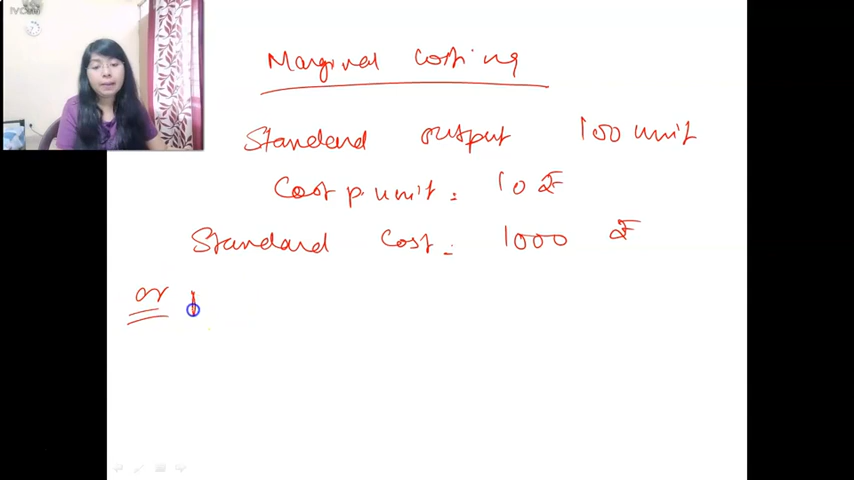 Marginal costing
Standard output 100 unit
Cost p. unit = 10 ₹
Standard cost = 1000 ₹
or